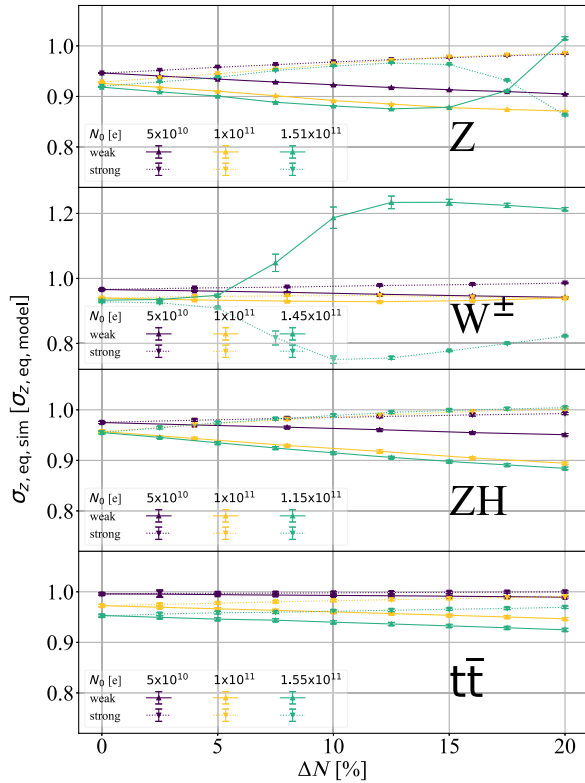 1.0
0.9
0.8
N₀ [e] 5x10¹⁰ 1x10¹¹ 1.51x10¹¹
weak
strong
Z
1.2
1.0
0.8
N₀ [e] 5x10¹⁰ 1x10¹¹ 1.45x10¹¹
weak
strong
W±
σz, eq, sim [σz, eq, model]
1.0
0.9
0.8
N₀ [e] 5x10¹⁰ 1x10¹¹ 1.15x10¹¹
weak
strong
ZH
1.0
0.9
0.8
N₀ [e] 5x10¹⁰ 1x10¹¹ 1.55x10¹¹
weak
strong
tt̄
0 5 10 15 20
ΔN [%]